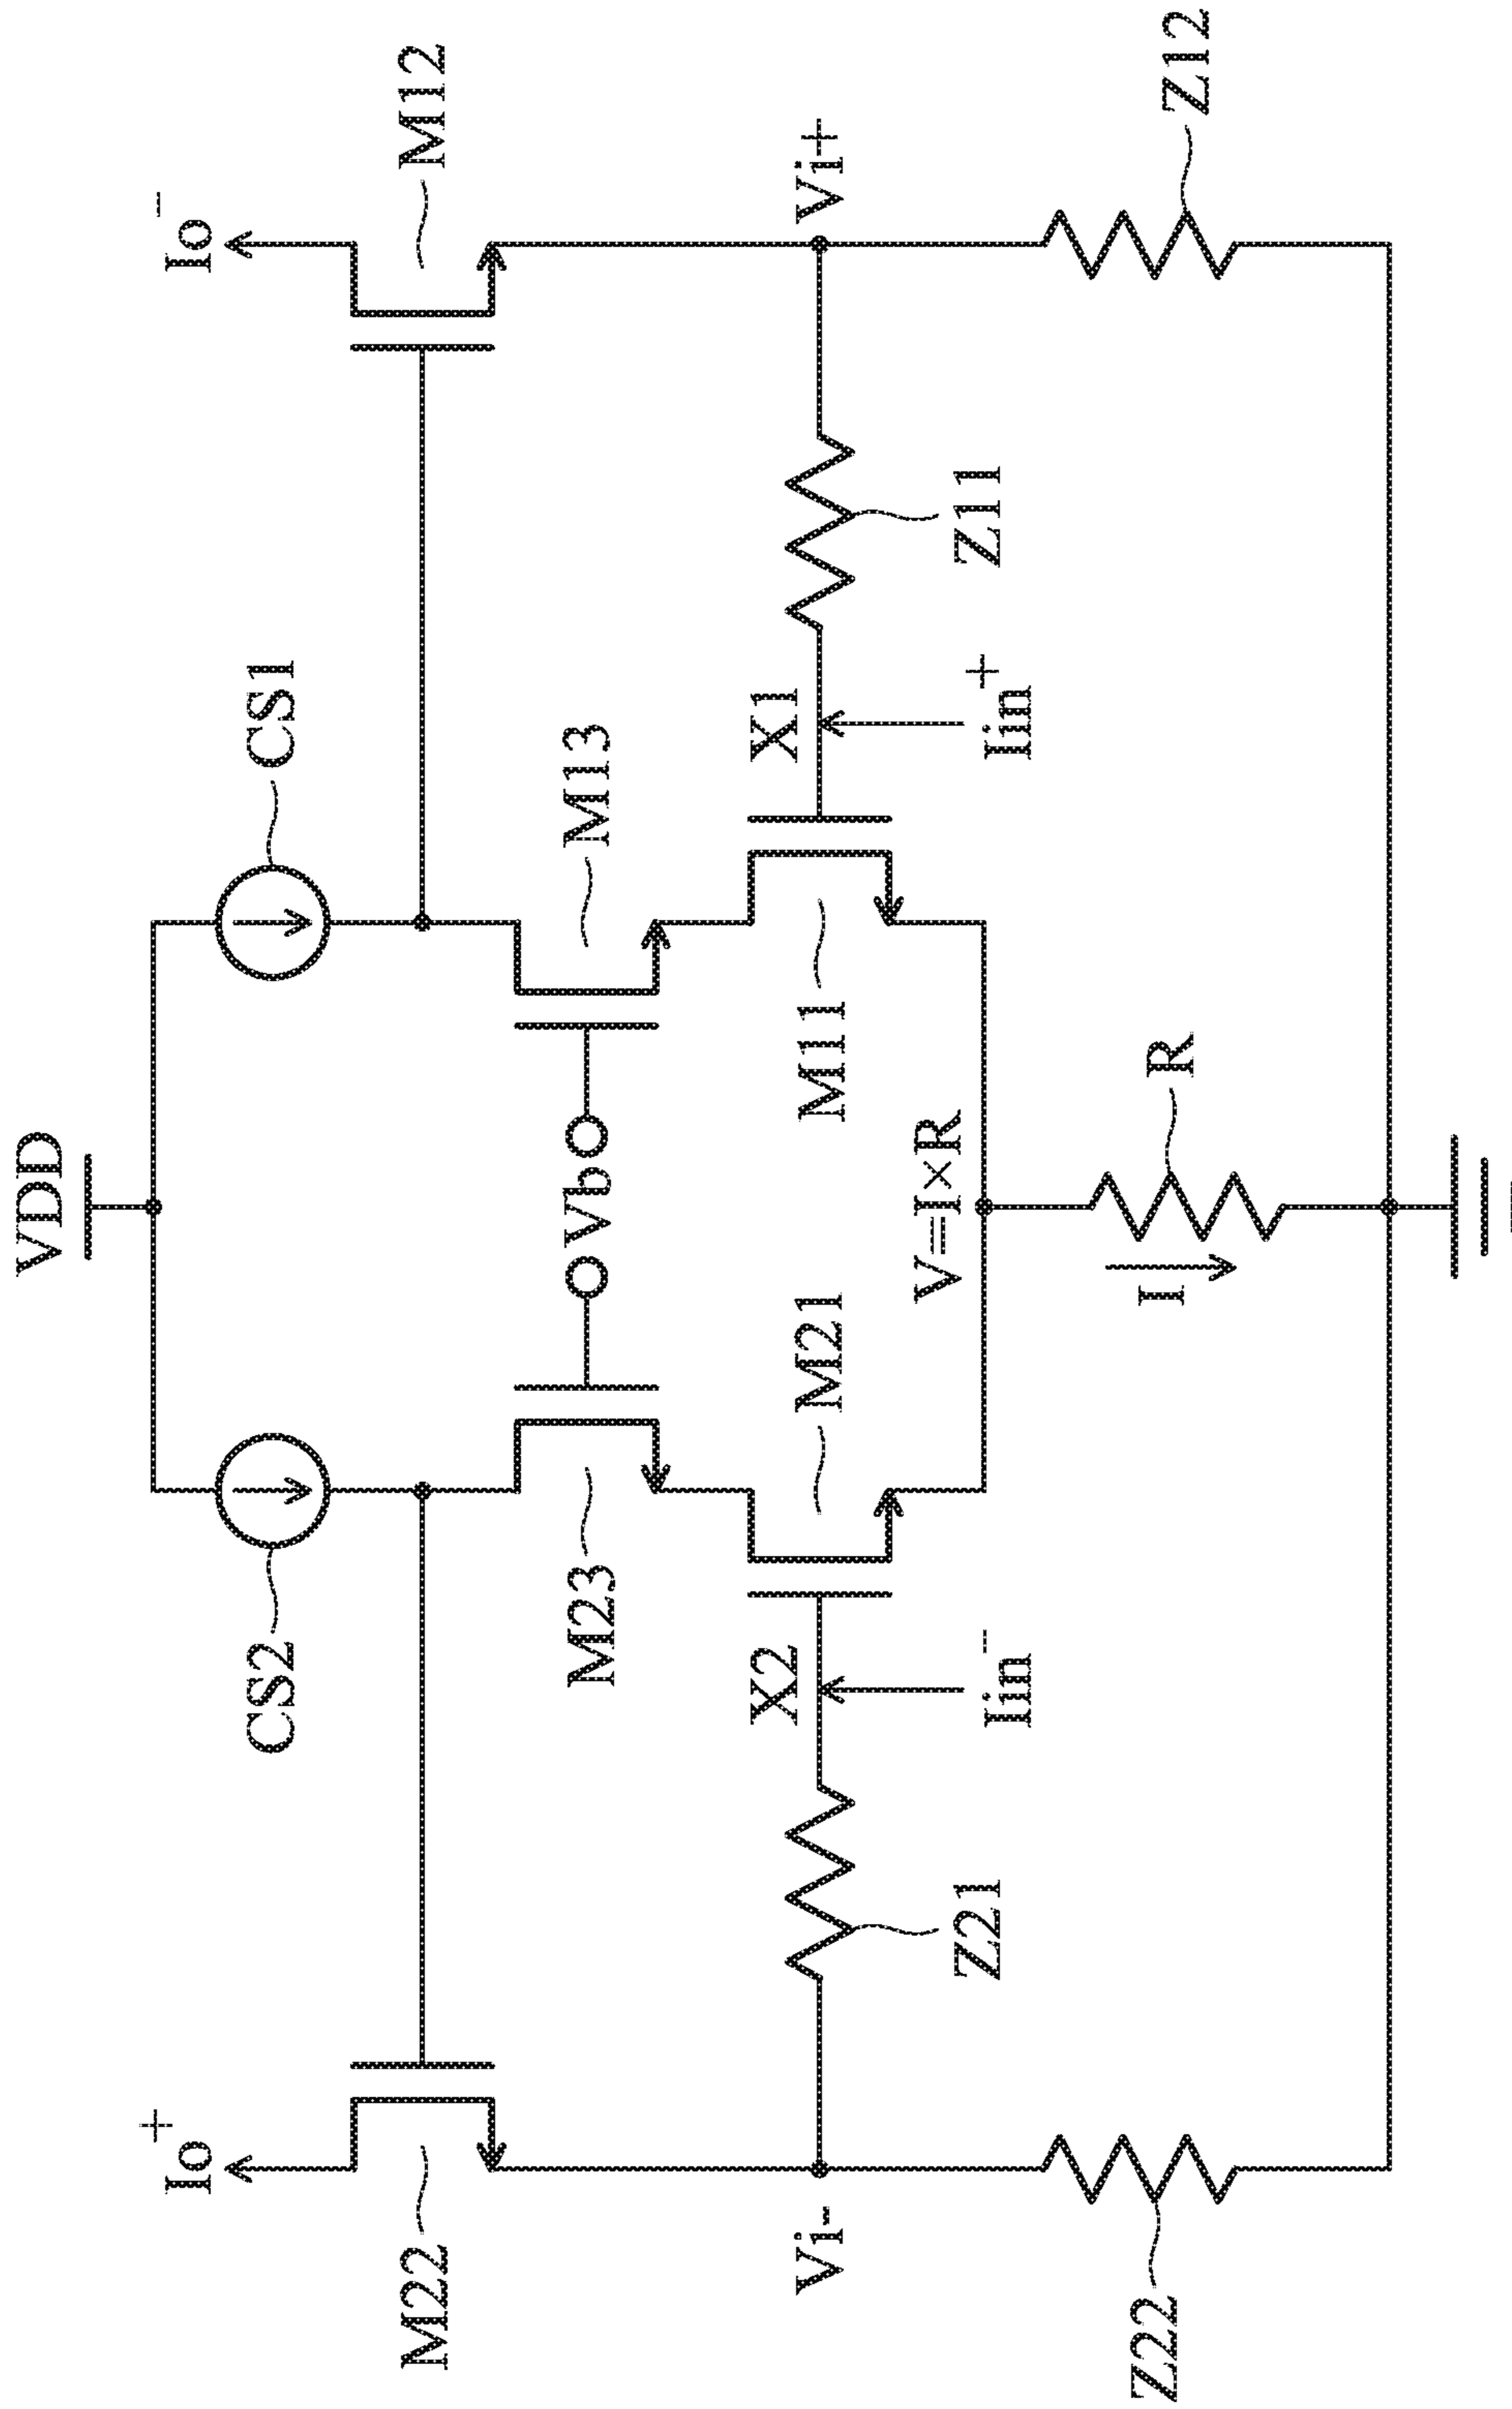 VDD
Io+
Io-
CS2
CS1
M22
M12
M23
Vb
M13
Vi-
X2
M21
M11
X1
Vi+
Z21
Iin-
V=I×R
Iin+
Z11
Z22
I
R
Z12